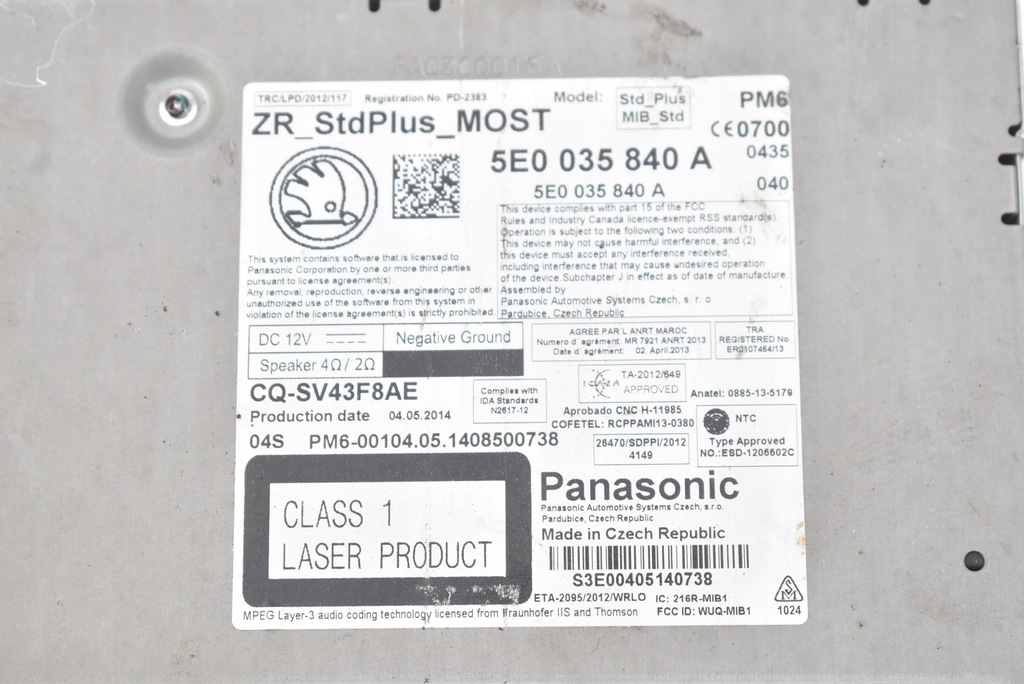 TRC/LPD/2012/117 Registration No. PD-2383 Model: Std_Plus MIB_Std PM6
ZR_StdPlus_MOST
CE0700
5E0 035 840 A 0435
5E0 035 840 A 040
This device complies with part 15 of the FCC
Rules and Industry Canada licence-exempt RSS standard(s)
Operation is subject to the following two conditions: (1)
This device may not cause harmful interference, and (2)
this device must accept any interference received,
including interference that may cause undesired operation
of the device. Subchapter J in effect as of date of manufacture.
Assembled by
Panasonic Automotive Systems Czech, s. r. o.
Pardubice, Czech Republic
This system contains software that is licensed to
Panasonic Corporation by one or more third parties
pursuant to license agreement(s).
Any removal, reproduction, reverse engineering or other
unauthorized use of the software from this system in
violation of the license agreement(s) is strictly prohibited.
DC 12V Negative Ground
Speaker 4Ω / 2Ω
AGREE PAR L'ANRT MAROC
Numero d'agrément: MR 7921 ANRT 2013
Date d'agrément: 02. April.2013
TRA
REGISTERED No.
ER0107464/13
CQ-SV43F8AE
Production date 04.05.2014
Complies with
IDA Standards
N2617-12
ICASA TA-2012/649
APPROVED
Anatel: 0885-13-5179
Aprobado CNC H-11985
COFETEL: RCPPAMI13-0380
NTC
Type Approved
NO.:ESD-1206602C
04S PM6-00104.05.1408500738
26470/SDPPI/2012
4149
CLASS 1
LASER PRODUCT
Panasonic
Panasonic Automotive Systems Czech, s.r.o.
Pardubice, Czech Republic
Made in Czech Republic
S3E00405140738
ETA-2095/2012/WRLO IC: 216R-MIB1
MPEG Layer-3 audio coding technology licensed from Fraunhofer IIS and Thomson FCC ID: WUQ-MIB1 1024